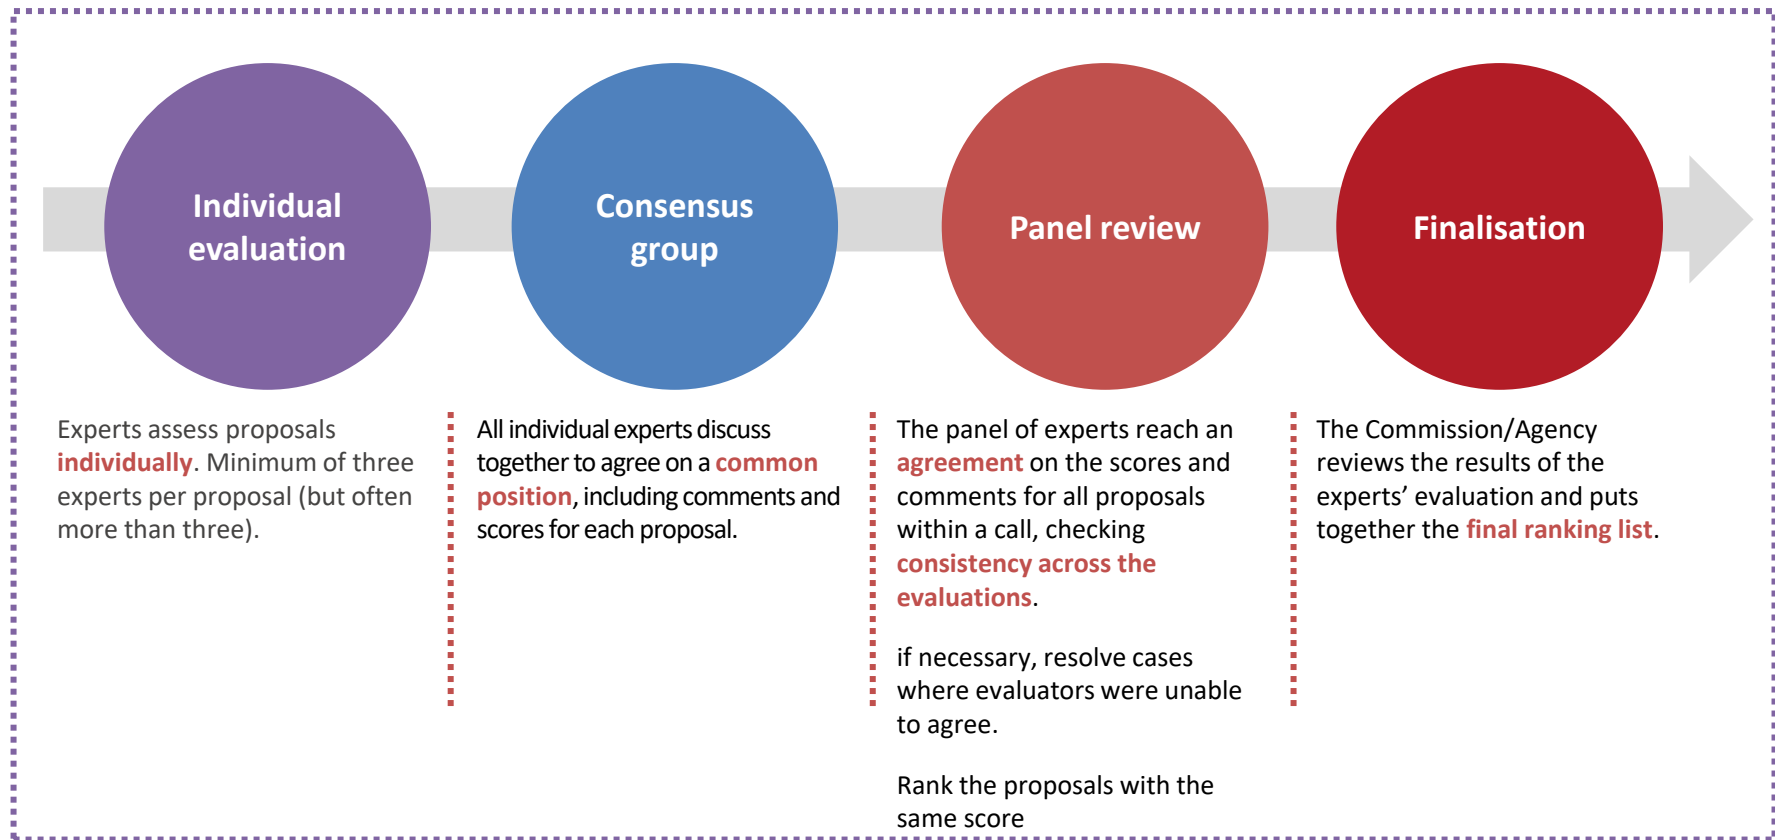 Individual
evaluation
Consensus
group
Panel review
Finalisation
Experts assess proposals
individually. Minimum of three
experts per proposal (but often
more than three).
All individual experts discuss
together to agree on a common
position, including comments and
scores for each proposal.
The panel of experts reach an
agreement on the scores and
comments for all proposals
within a call, checking
consistency across the
evaluations.
if necessary, resolve cases
where evaluators were unable
to agree.
Rank the proposals with the
same score
The Commission/Agency
reviews the results of the
experts’ evaluation and puts
together the final ranking list.